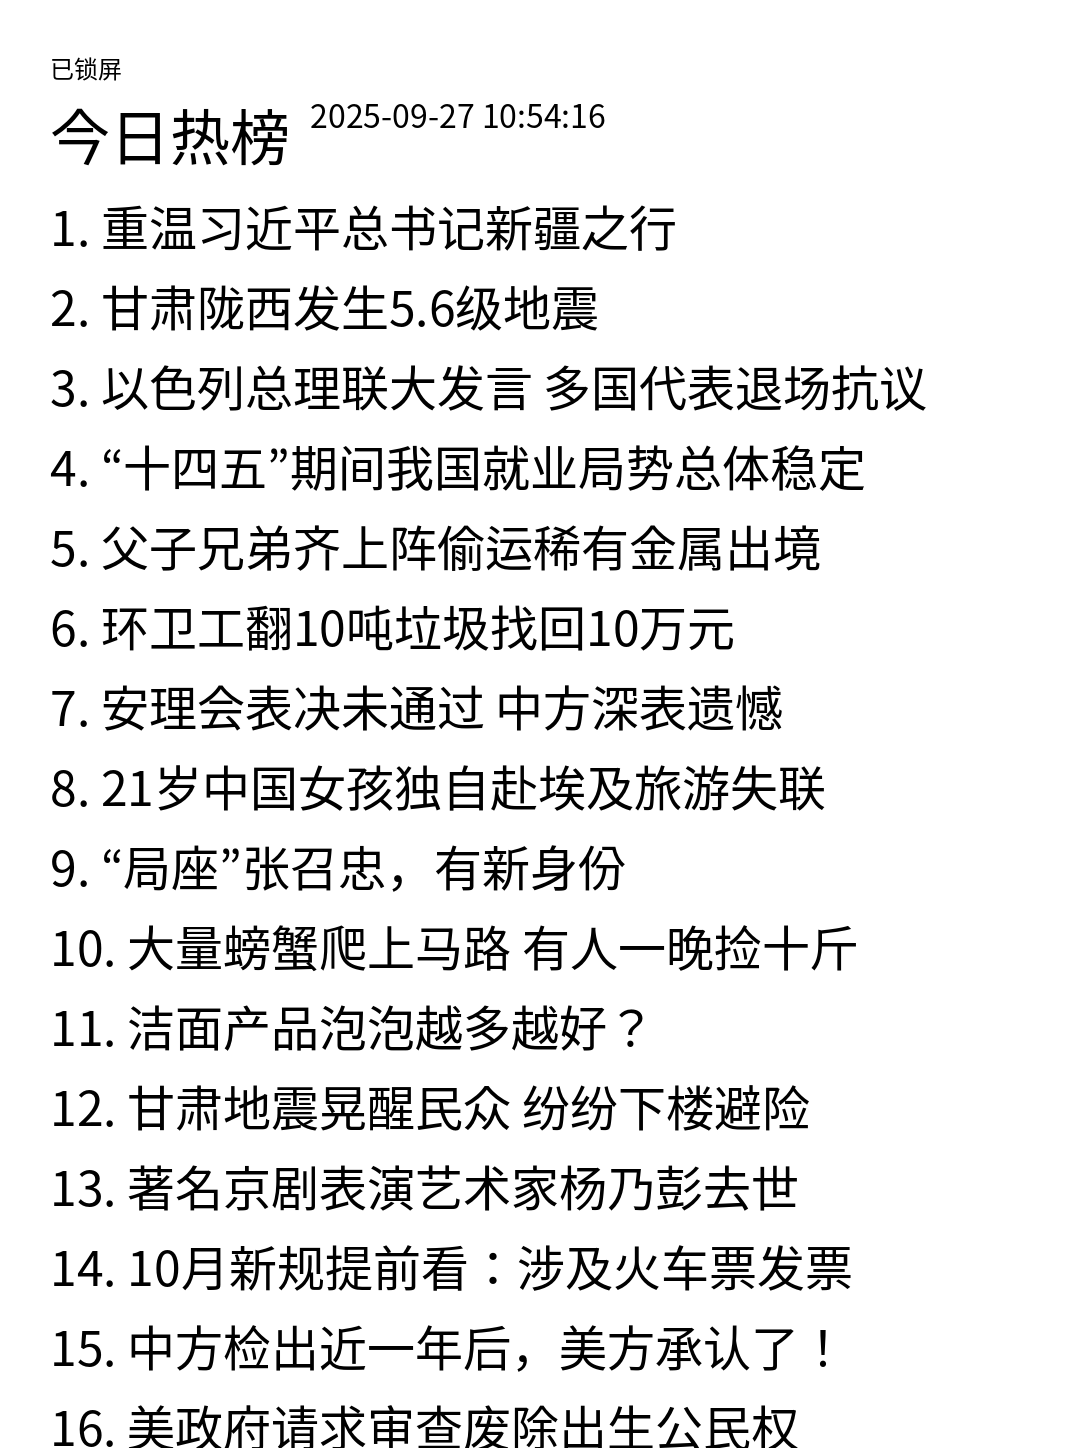 已锁屏
今日热榜 2025-09-27 10:54:16
1. 重温习近平总书记新疆之行
2. 甘肃陇西发生5.6级地震
3. 以色列总理联大发言 多国代表退场抗议
4. “十四五”期间我国就业局势总体稳定
5. 父子兄弟齐上阵偷运稀有金属出境
6. 环卫工翻10吨垃圾找回10万元
7. 安理会表决未通过 中方深表遗憾
8. 21岁中国女孩独自赴埃及旅游失联
9. “局座”张召忠，有新身份
10. 大量螃蟹爬上马路 有人一晚捡十斤
11. 洁面产品泡泡越多越好？
12. 甘肃地震晃醒民众 纷纷下楼避险
13. 著名京剧表演艺术家杨乃彭去世
14. 10月新规提前看：涉及火车票发票
15. 中方检出近一年后，美方承认了！
16. 美政府请求审查废除出生公民权